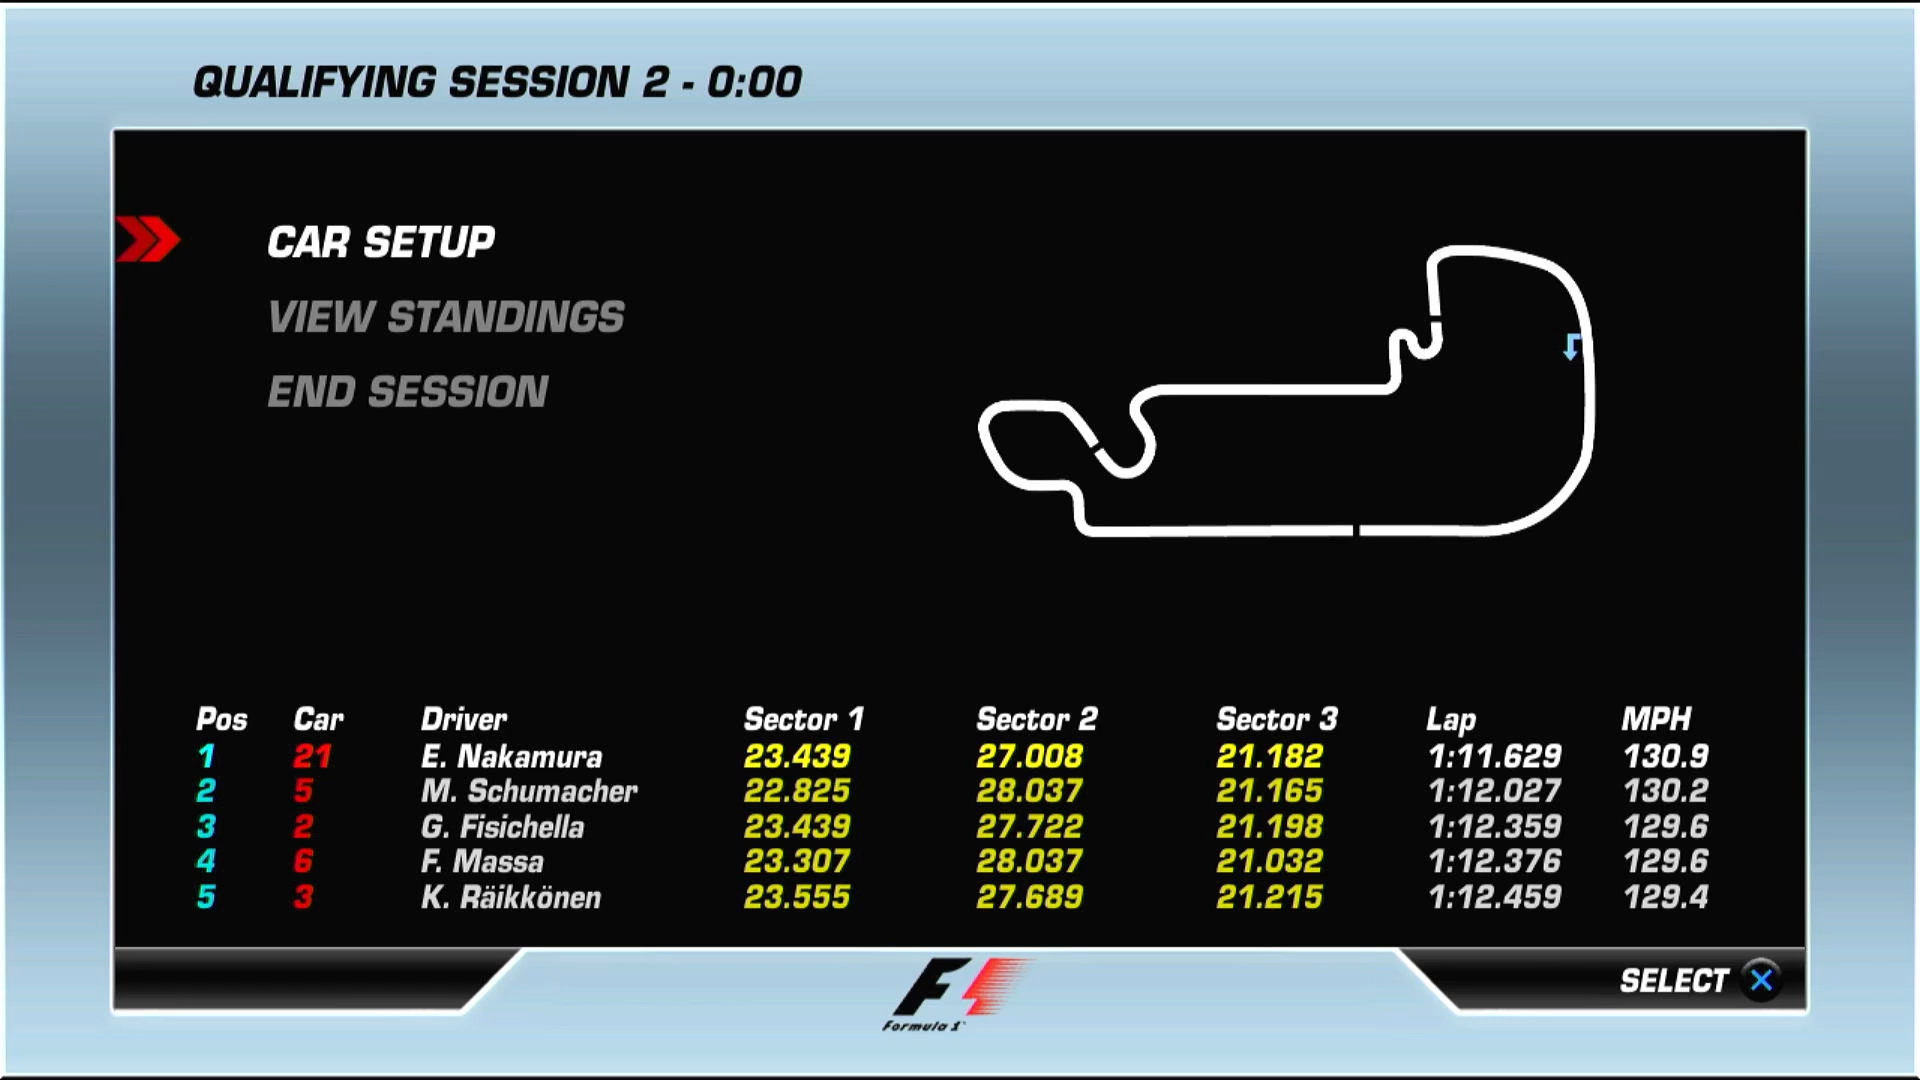 QUALIFYING SESSION 2 - 0:00
CAR SETUP
VIEW STANDINGS
END SESSION
Pos Car Driver Sector 1 Sector 2 Sector 3 Lap MPH
1 21 E. Nakamura 23.439 27.008 21.182 1:11.629 130.9
2 5 M. Schumacher 22.825 28.037 21.165 1:12.027 130.2
3 2 G. Fisichella 23.439 27.722 21.198 1:12.359 129.6
4 6 F. Massa 23.307 28.037 21.032 1:12.376 129.6
5 3 K. Räikkönen 23.555 27.689 21.215 1:12.459 129.4
SELECT
F1
Formula 1™